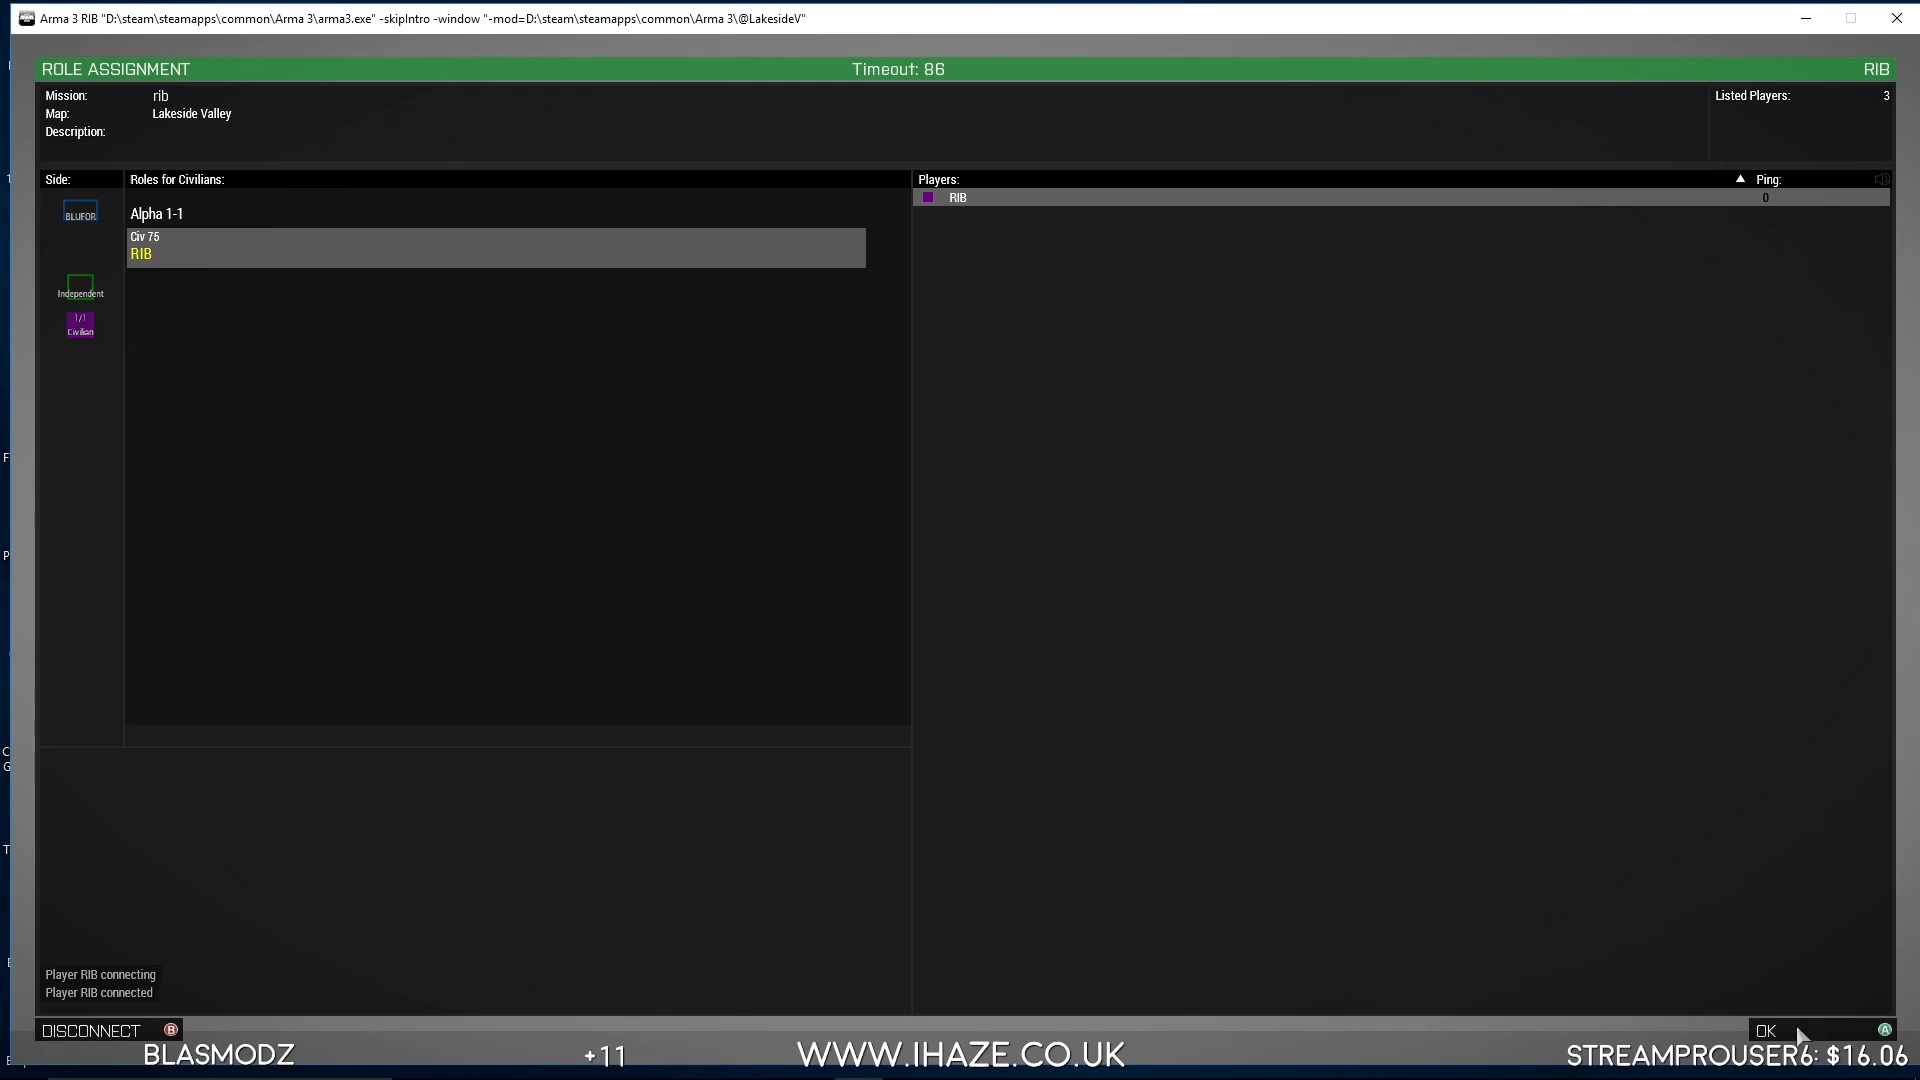 Arma 3 RIB "D:\steam\steamapps\common\Arma 3\arma3.exe" -skipIntro -window "-mod=D:\steam\steamapps\common\Arma 3\@LakesideV"
ROLE ASSIGNMENT Timeout: 86 RIB
Mission: rib Listed Players: 3
Map: Lakeside Valley
Description:
Side: Roles for Civilians: Players: Ping:
RIB 0
BLUFOR
Alpha 1-1
Civ 75
RIB
Independent
1/1
Civilian
Player RIB connecting
Player RIB connected
DISCONNECT B OK A
BLASMODZ +11 WWW.IHAZE.CO.UK STREAMPROUSER6: $16.06